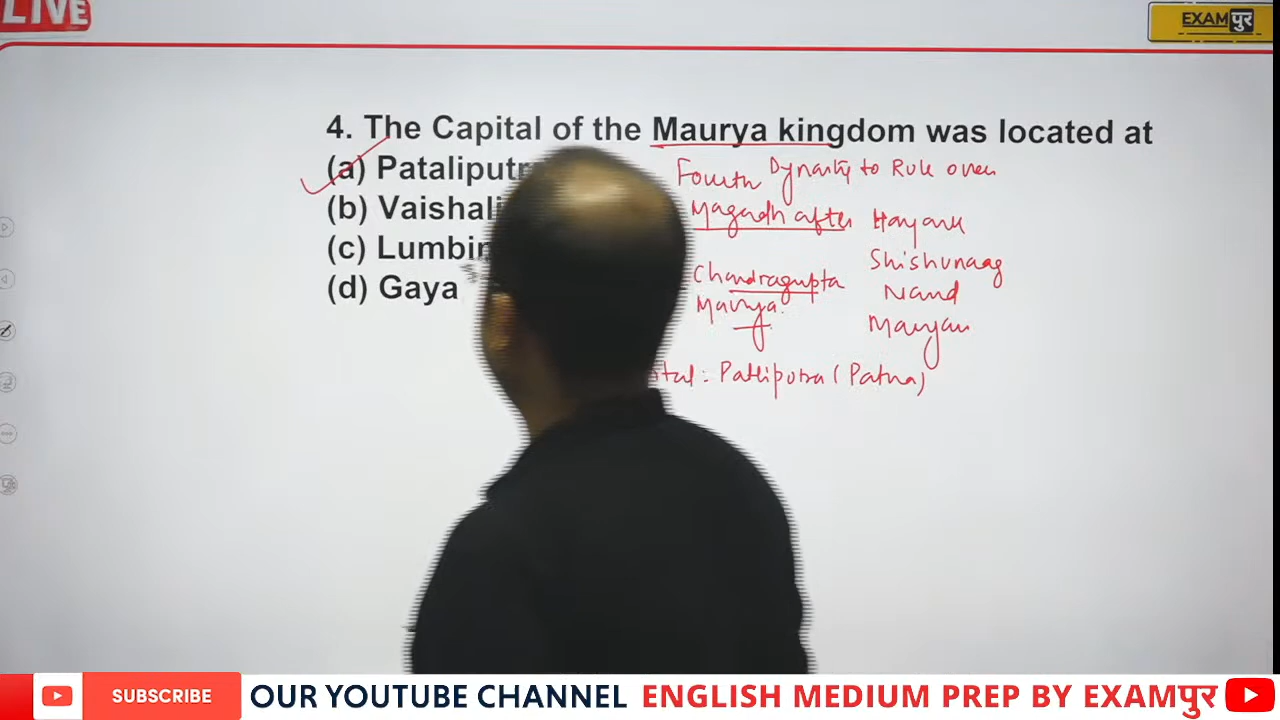 LIVE
EXAMपुर
4. The Capital of the Maurya kingdom was located at
(a) Pataliputr
(b) Vaishali
(c) Lumbin
(d) Gaya
Fourth Dynasty to Rule over
Magadh after Haryank
Shishunaag
Chandragupta
Maurya.
Nand
Mauryan
ital: Patliputra (Patna)
SUBSCRIBE OUR YOUTUBE CHANNEL ENGLISH MEDIUM PREP BY EXAMपुर